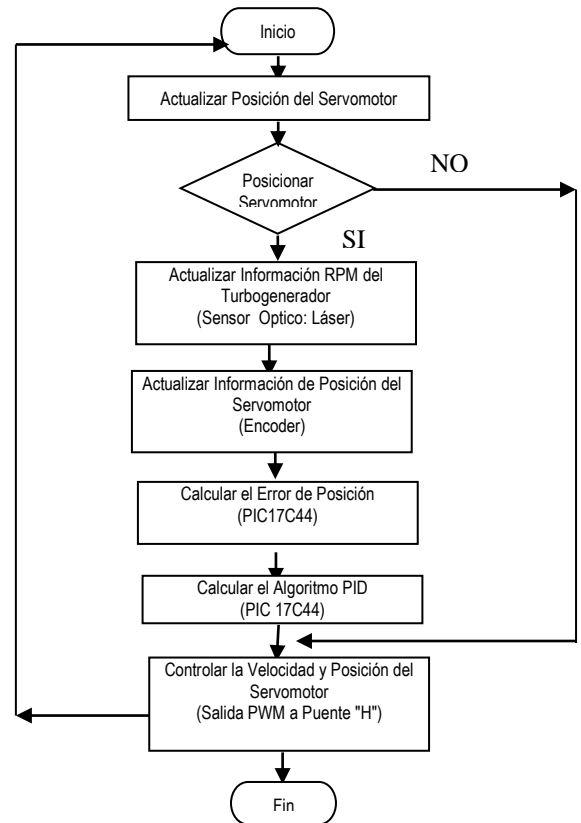 Inicio
Actualizar Posición del Servomotor
Posicionar
Servomotor
NO
SI
Actualizar Información RPM del
Turbogenerador
(Sensor Optico: Láser)
Actualizar Información de Posición del
Servomotor
(Encoder)
Calcular el Error de Posición
(PIC17C44)
Calcular el Algoritmo PID
(PIC 17C44)
Controlar la Velocidad y Posición del
Servomotor
(Salida PWM a Puente "H")
Fin